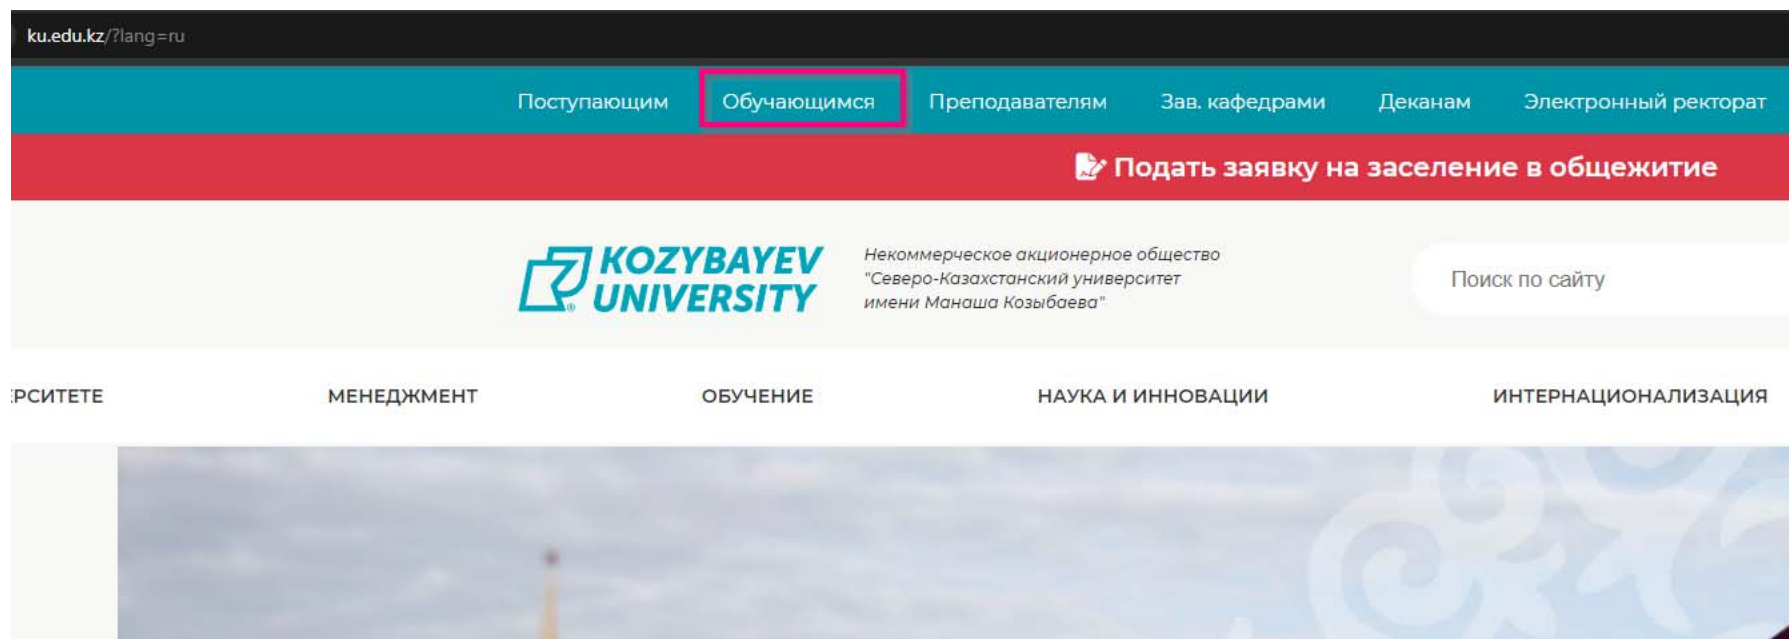 ku.edu.kz/?lang=ru
Поступающим Обучающимся Преподавателям Зав. кафедрами Деканам Электронный ректорат
Подать заявку на заселение в общежитие
KOZYBAYEV
UNIVERSITY
Некоммерческое акционерное общество
"Северо-Казахстанский университет
имени Манаша Козыбаева"
Поиск по сайту
РСИТЕТЕ МЕНЕДЖМЕНТ ОБУЧЕНИЕ НАУКА И ИННОВАЦИИ ИНТЕРНАЦИОНАЛИЗАЦИЯ